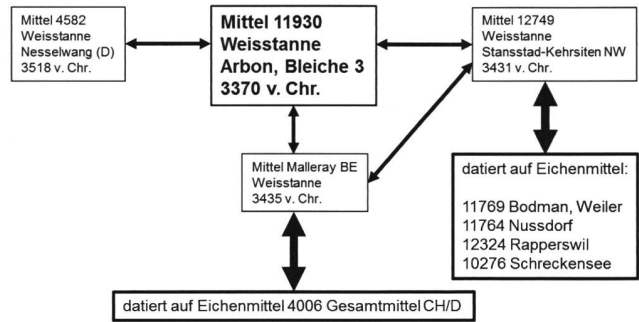 Mittel 4582
Weisstanne
Nesselwang (D)
3518 v. Chr.
Mittel 11930
Weisstanne
Arbon, Bleiche 3
3370 v. Chr.
Mittel 12749
Weisstanne
Stansstad-Kehrsiten NW
3431 v. Chr.
Mittel Malleray BE
Weisstanne
3435 v. Chr.
datiert auf Eichenmittel:
11769 Bodman, Weiler
11764 Nussdorf
12324 Rapperswil
10276 Schreckensee
datiert auf Eichenmittel 4006 Gesamtmittel CH/D